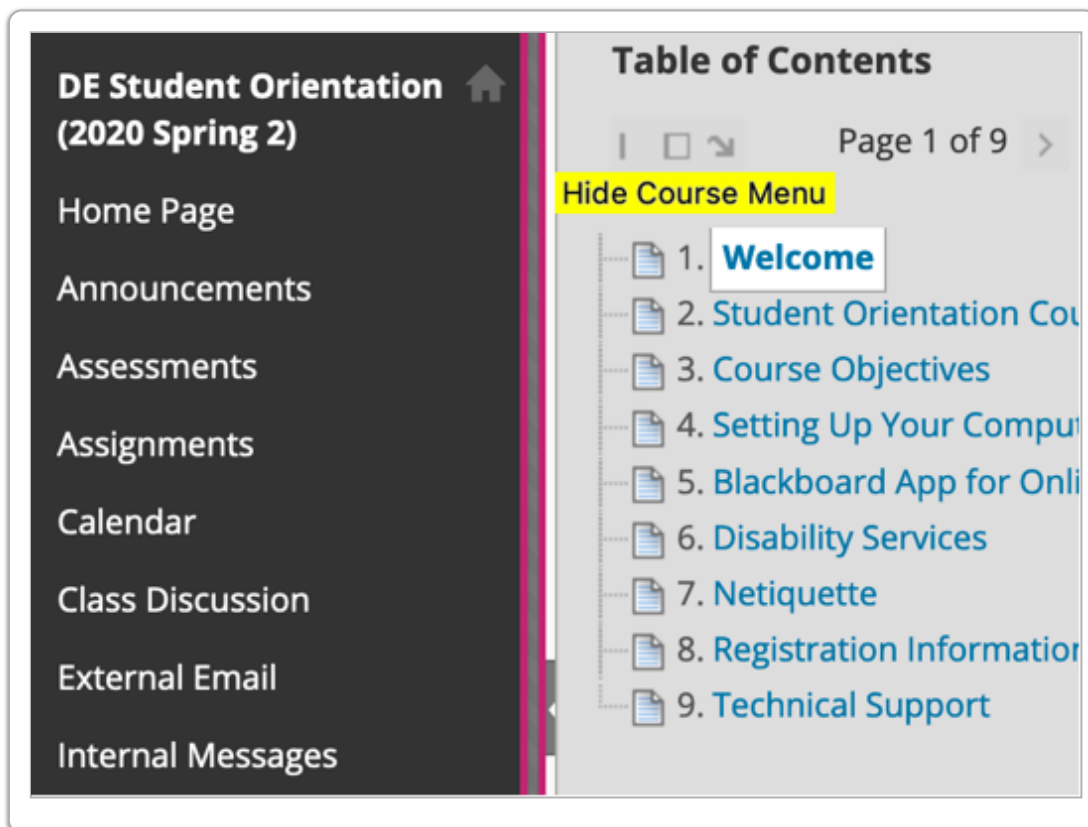 DE Student Orientation
(2020 Spring 2)
Home Page
Announcements
Assessments
Assignments
Calendar
Class Discussion
External Email
Internal Messages
Table of Contents
Page 1 of 9
Hide Course Menu
1. Welcome
2. Student Orientation
3. Course Objectives
4. Setting Up Your
5. Blackboard App for
6. Disability Services
7. Netiquette
8. Registration
9. Technical Support